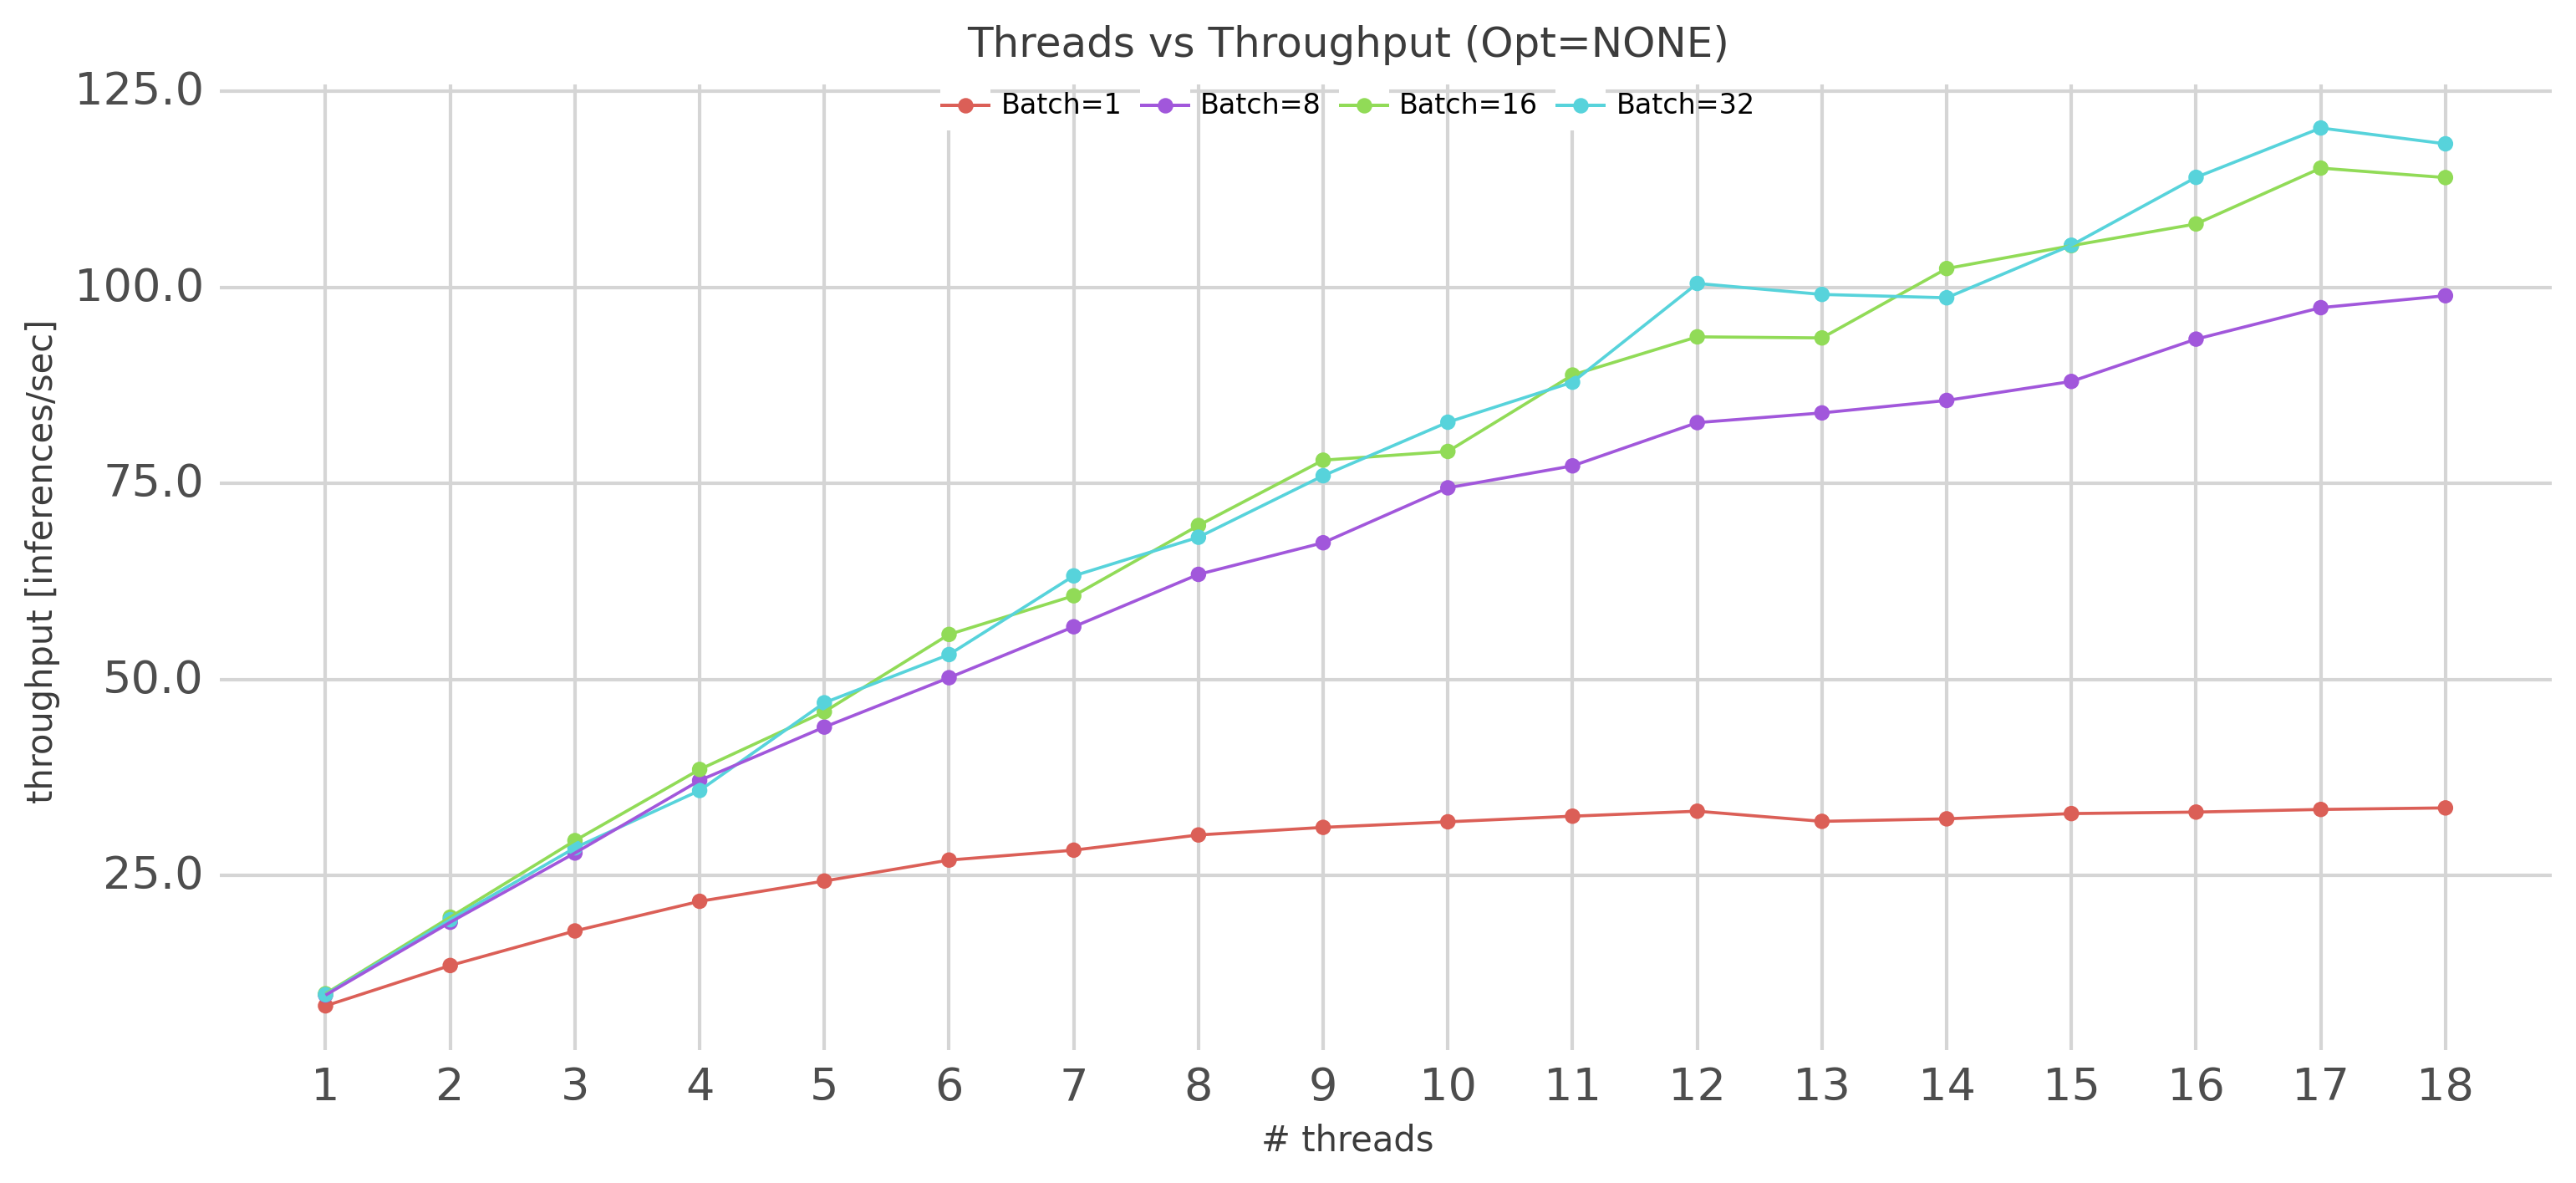 Threads vs Throughput (Opt=NONE)
Batch=1 Batch=8 Batch=16 Batch=32
125.0
100.0
75.0
50.0
25.0
throughput [inferences/sec]
1 2 3 4 5 6 7 8 9 10 11 12 13 14 15 16 17 18
# threads